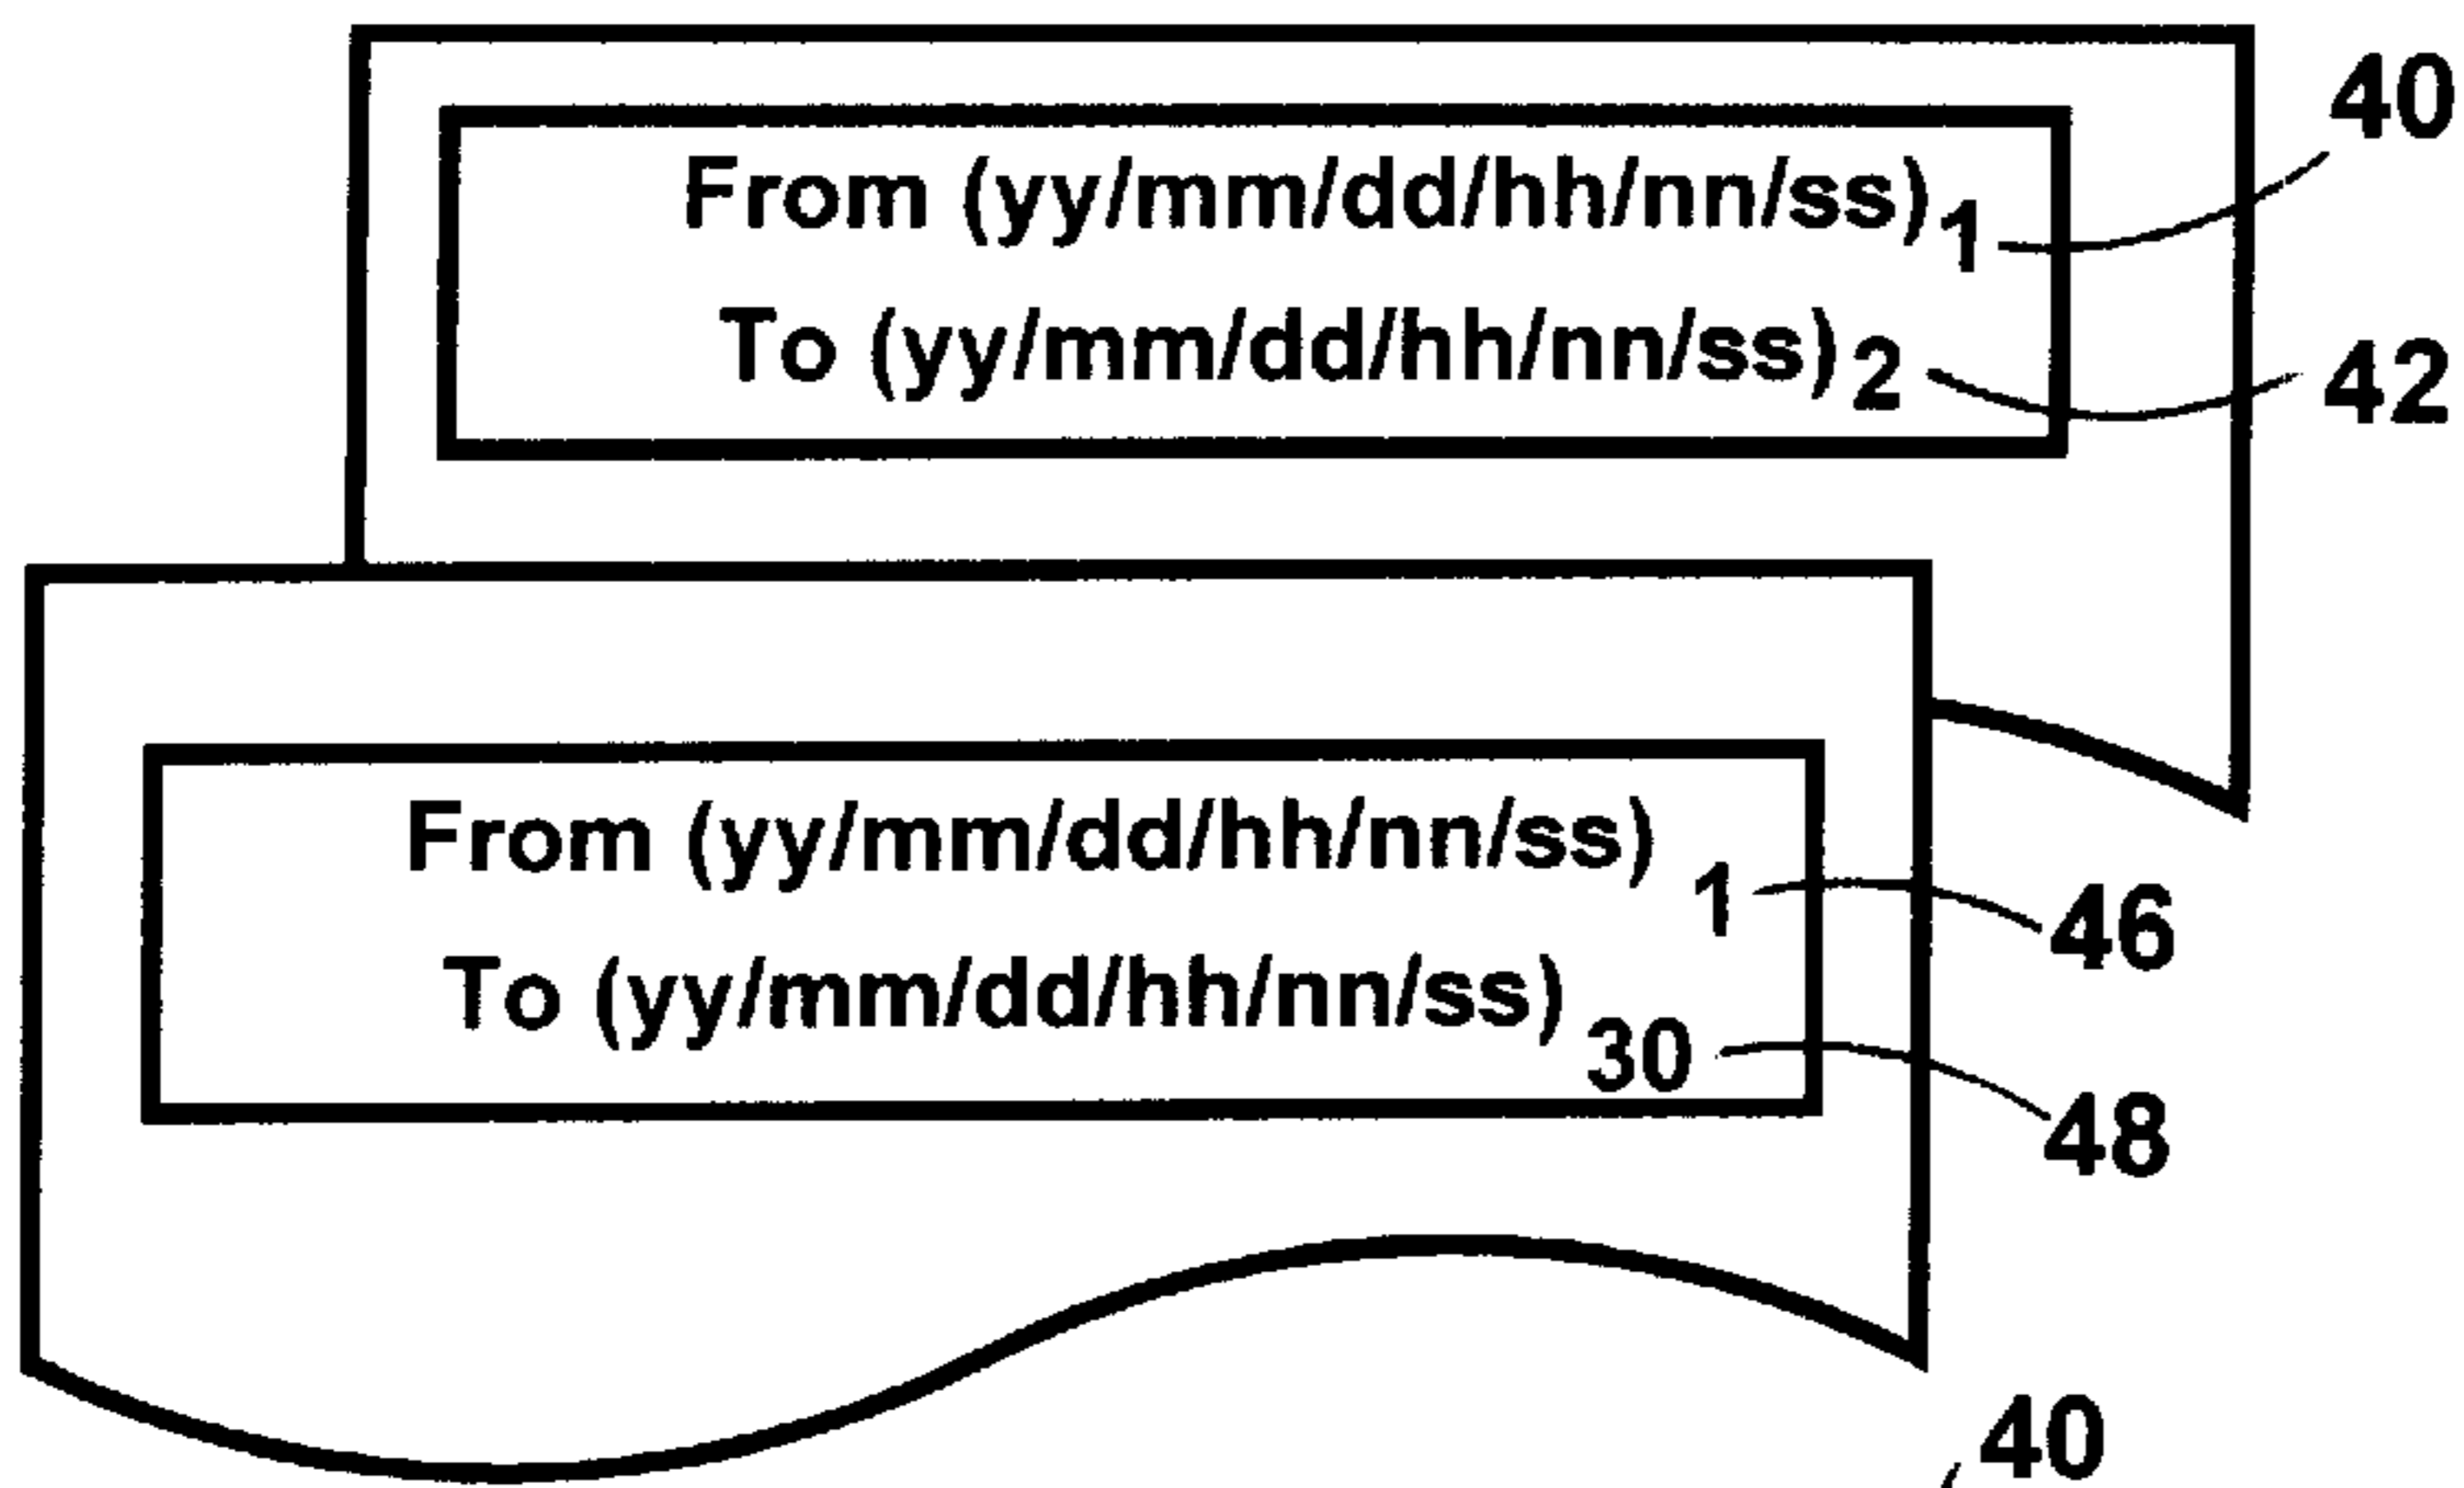 40
From (yy/mm/dd/hh/nn/ss)1
To (yy/mm/dd/hh/nn/ss)2
42
From (yy/mm/dd/hh/nn/ss)1
46
To (yy/mm/dd/hh/nn/ss)30
48
40